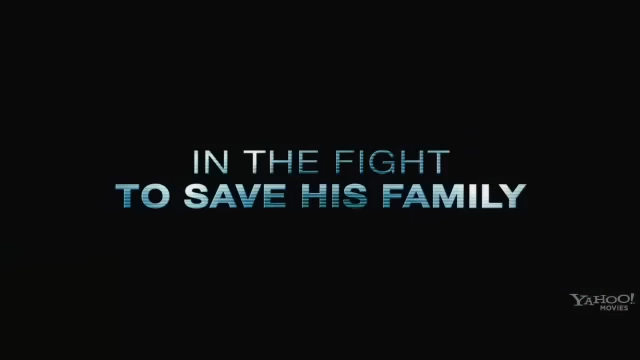 IN THE FIGHT
TO SAVE HIS FAMILY
YAHOO!
MOVIES